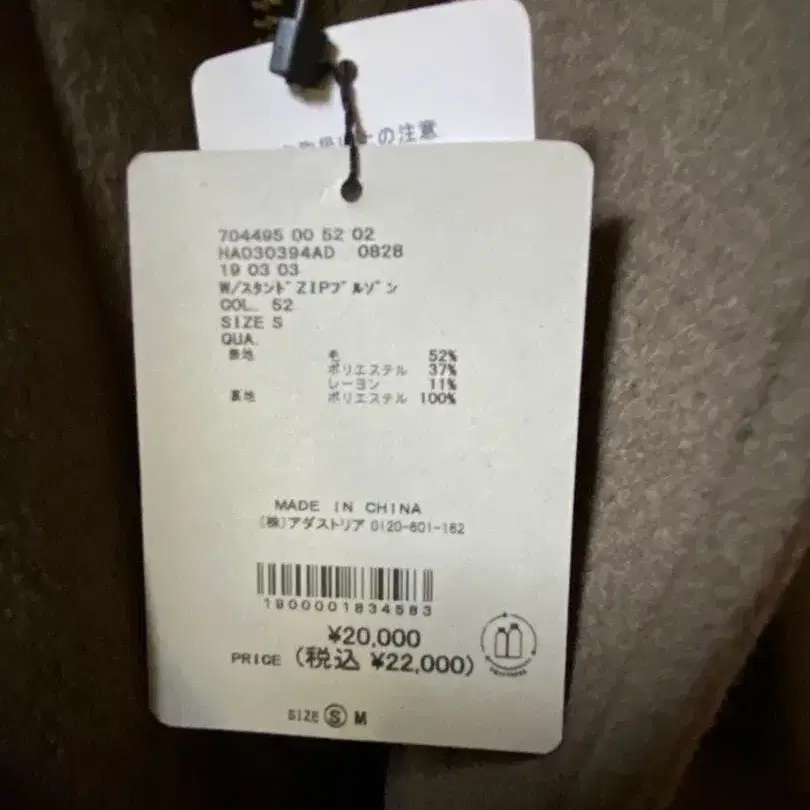 の注意
704495 00 52 02
HA030394AD 0828
19 03 03
W/スタンド ZIPブルゾン
COL. 52
SIZE S
QUA.
表地 毛 52%
ポリエステル 37%
レーヨン 11%
裏地 ポリエステル 100%
MADE IN CHINA
(株)アダストリア 0120-601-162
1900001834583
¥20,000
PRICE (税込 ¥22,000)
SIZE S M